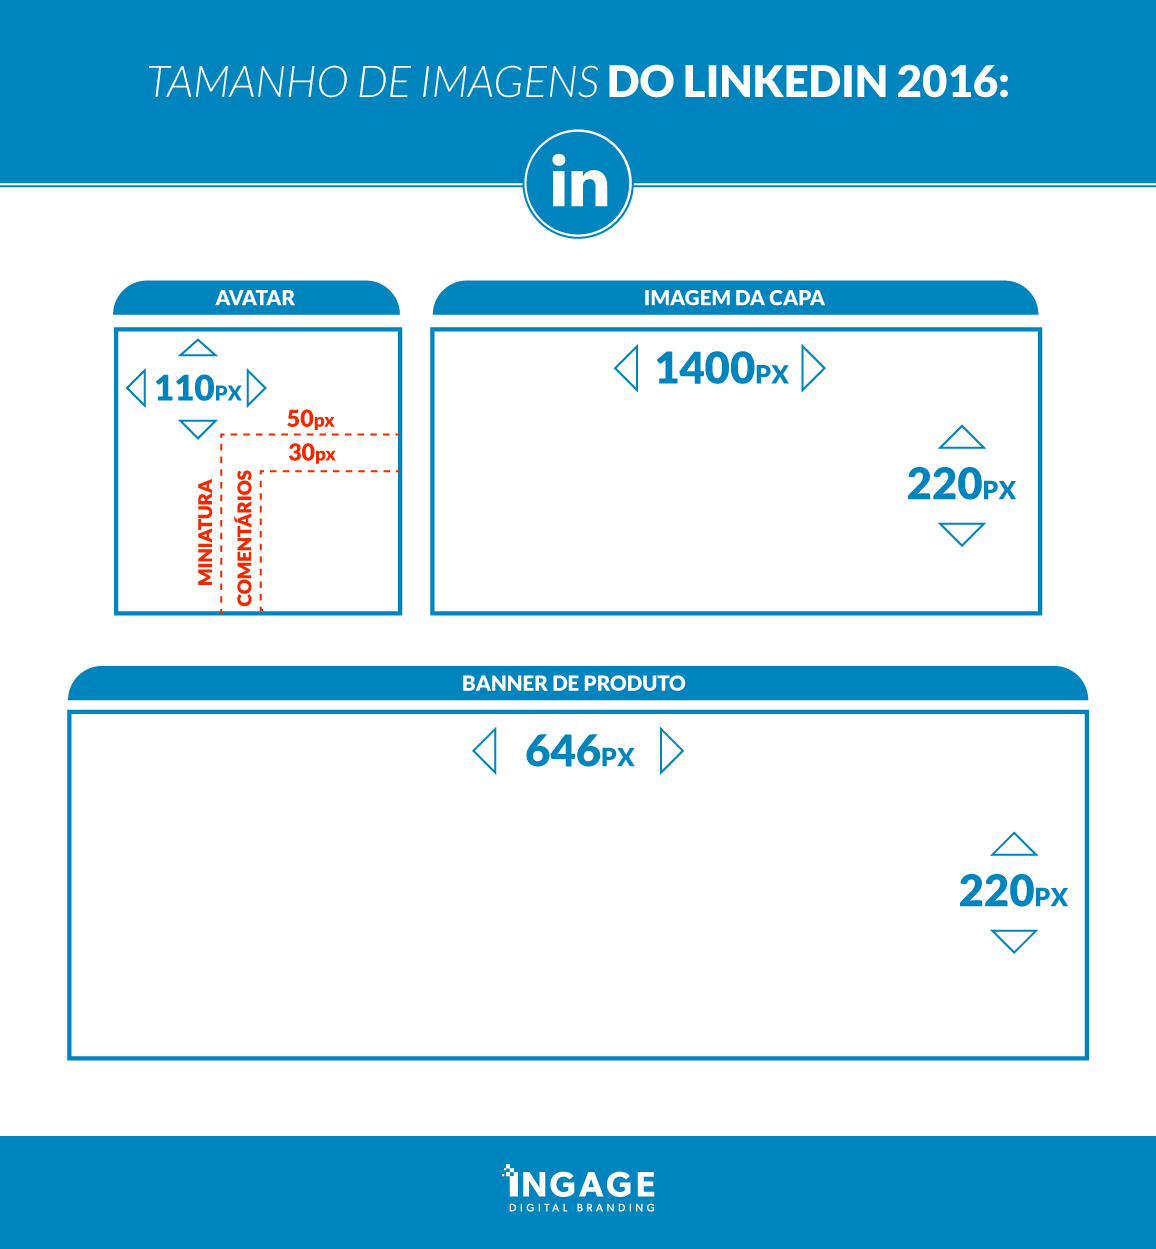 TAMANHO DE IMAGENS DO LINKEDIN 2016:
in
AVATAR
110PX
50px
30px
MINIATURA
COMENTÁRIOS
IMAGEM DA CAPA
1400PX
220PX
BANNER DE PRODUTO
646PX
220PX
INGAGE
DIGITAL BRANDING